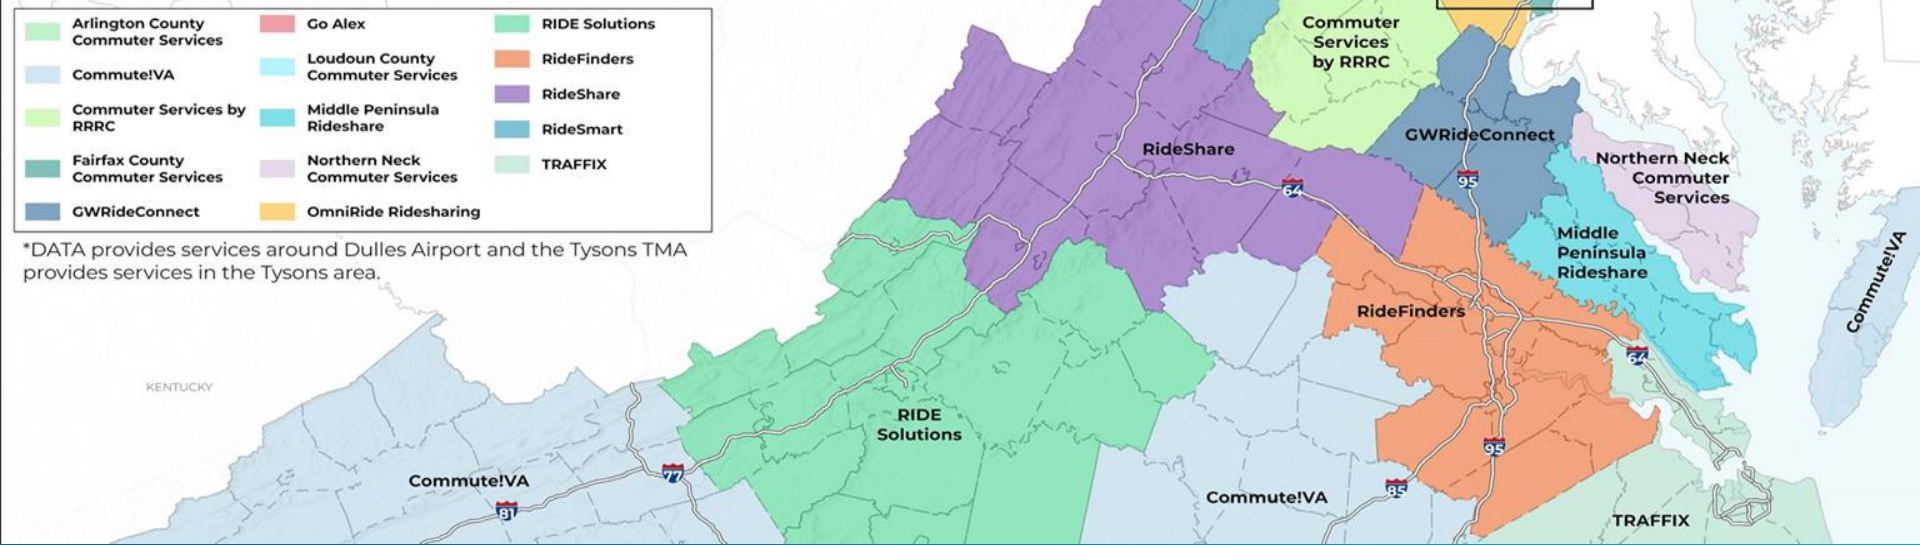 Arlington County
Commuter Services
Commute!VA
Commuter Services by
RRRC
Fairfax County
Commuter Services
GWRideConnect
Go Alex
Loudoun County
Commuter Services
Middle Peninsula
Rideshare
Northern Neck
Commuter Services
OmniRide Ridesharing
RIDE Solutions
RideFinders
RideShare
RideSmart
TRAFFIX
*DATA provides services around Dulles Airport and the Tysons TMA
provides services in the Tysons area.
Commuter
Services
by RRRC
GWRideConnect
RideShare
64
95
Northern Neck
Commuter
Services
Middle
Peninsula
Rideshare
Commute!VA
RideFinders
64
KENTUCKY
RIDE
Solutions
95
77
Commute!VA
81
Commute!VA
85
TRAFFIX